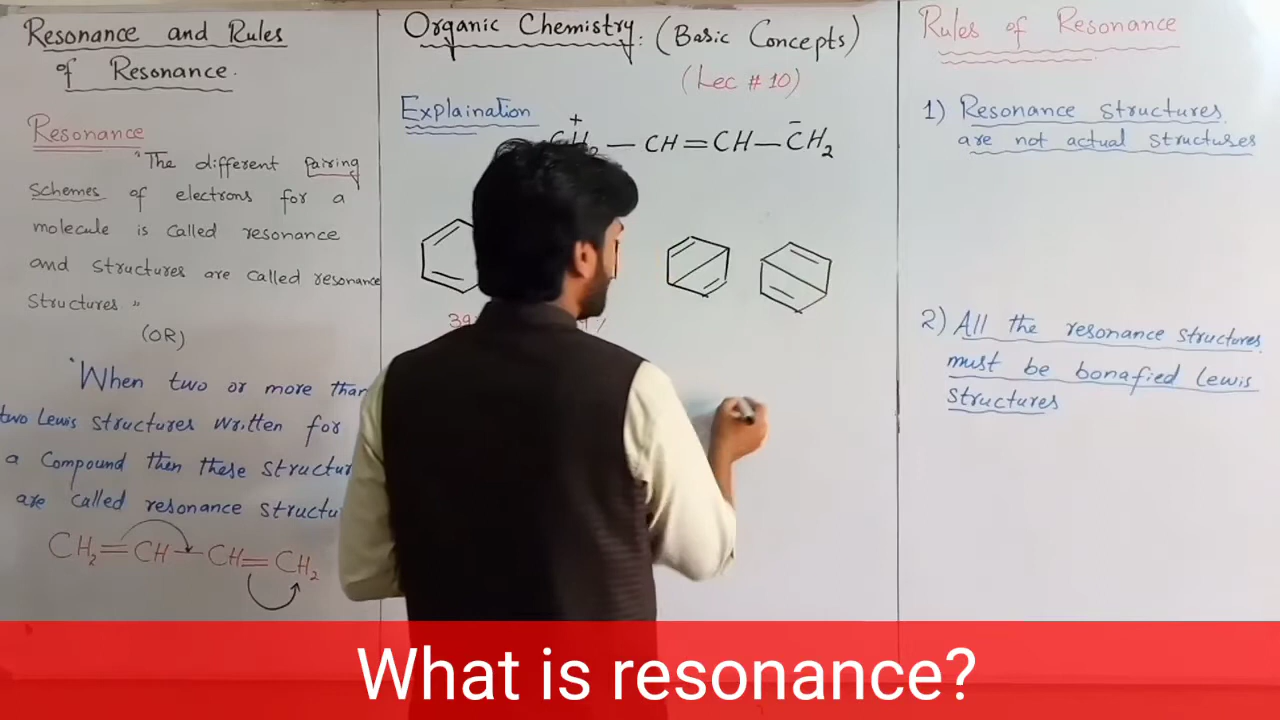 Resonance and Rules
of Resonance.
Resonance
"The different pairing
schemes of electrons for a
molecule is called resonance
and structures are called resonance
structures"
(OR)
"When two or more than
two Lewis structures written for
a Compound then these structur
are called resonance structu
CH₂=CH—CH=CH₂
Organic Chemistry: (Basic Concepts)
(Lec # 10)
Explaination
+ -
CH₂—CH=CH—CH₂
39
%
Rules of Resonance
1) Resonance structures
are not actual structures
2) All the resonance structures
must be bonafied Lewis
structures
What is resonance?